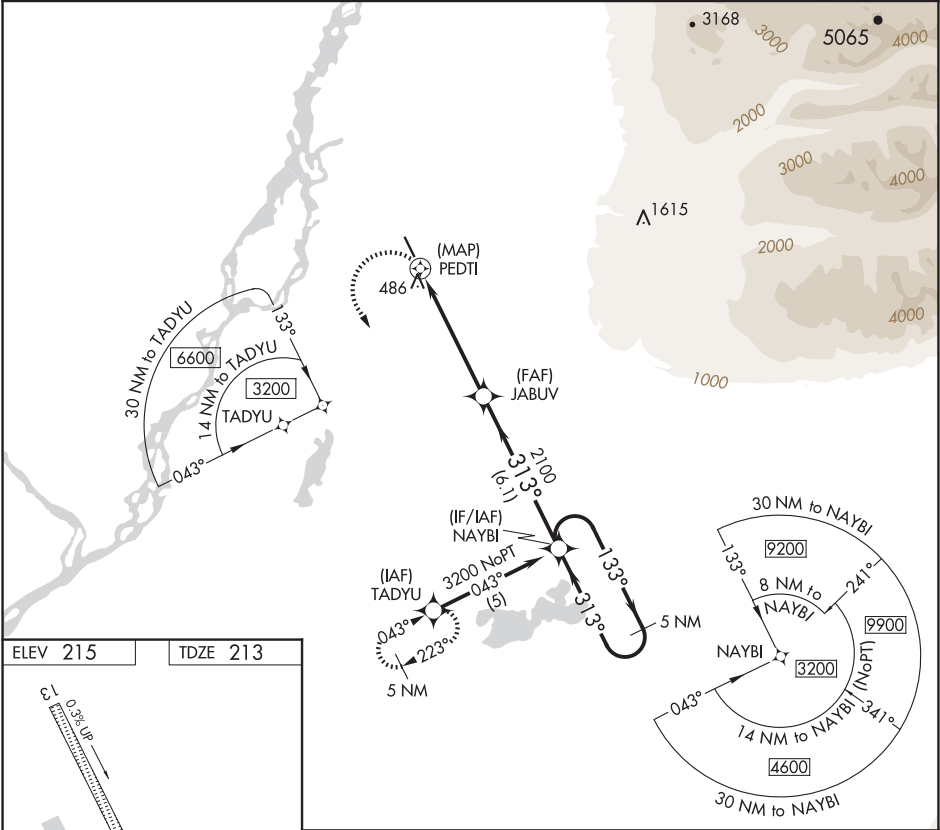 3168
3000
5065
4000
2000
3000
4000
1615
2000
4000
1000
(MAP)
PEDTI
486
(FAF)
JABUV
2100
313°
(6.1)
30 NM to TADYU
6600
133°
14 NM to TADYU
3200
TADYU
043°
(IF/IAF)
NAYBI
3200 NoPT
043°
(5)
(IAF)
TADYU
043°
223°
5 NM
133°
313°
5 NM
30 NM to NAYBI
9200
133°
8 NM to
NAYBI
241°
9900
NAYBI
3200
(NoPT)
043°
14 NM to NAYBI
341°
4600
30 NM to NAYBI
ELEV 215
TDZE 213
13
0.3% UP